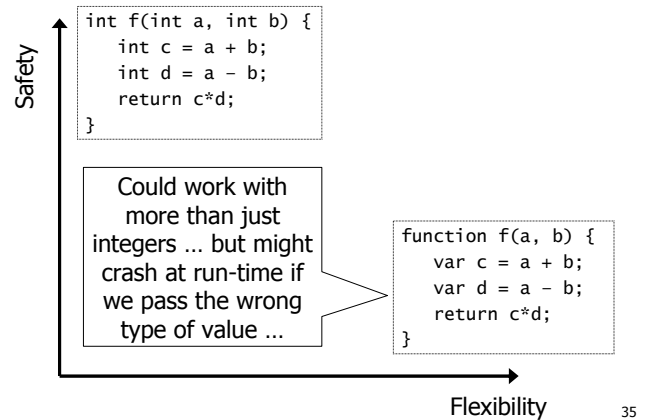 Safety
int f(int a, int b) {
int c = a + b;
int d = a – b;
return c*d;
}
Could work with
more than just
integers … but might
crash at run-time if
we pass the wrong
type of value …
function f(a, b) {
var c = a + b;
var d = a – b;
return c*d;
}
Flexibility
35